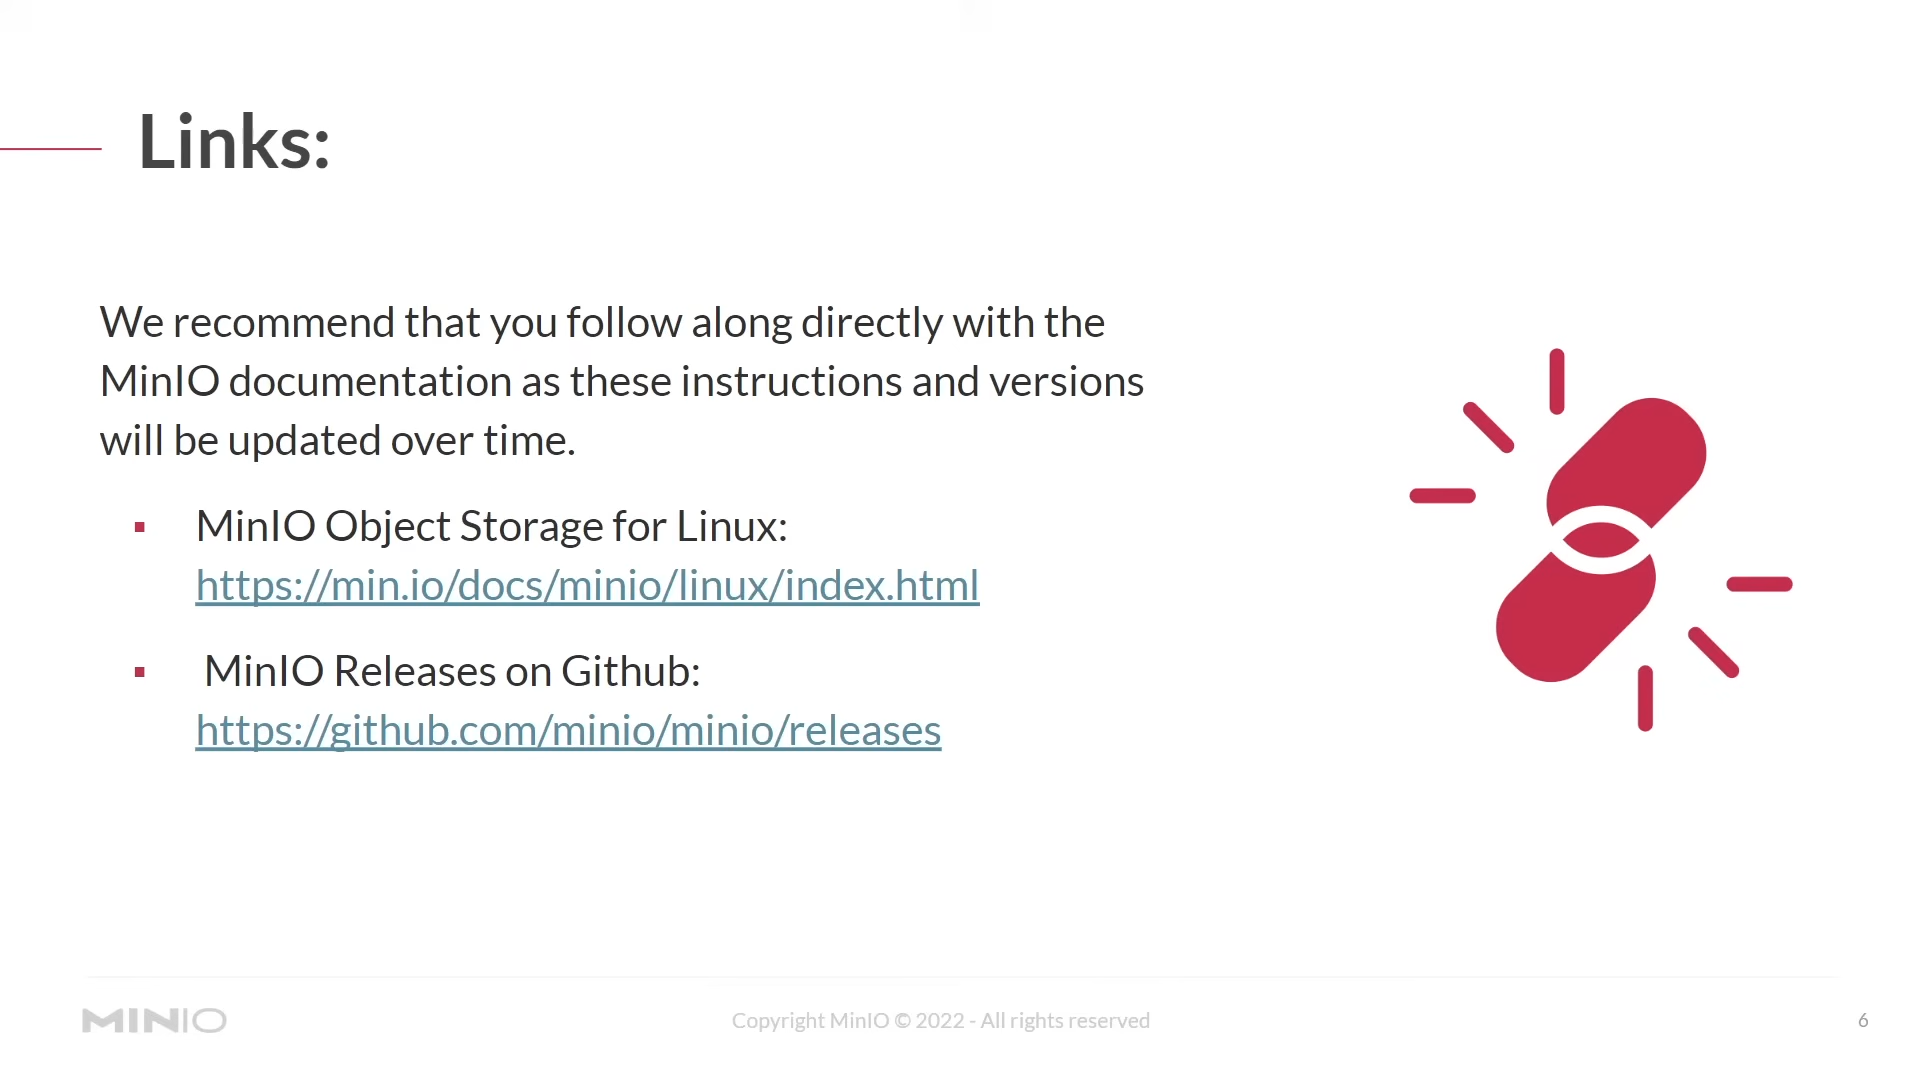 Links:
We recommend that you follow along directly with the
MinIO documentation as these instructions and versions
will be updated over time.
▪ MinIO Object Storage for Linux:
https://min.io/docs/minio/linux/index.html
▪ MinIO Releases on Github:
https://github.com/minio/minio/releases
MINIO
Copyright MinIO © 2022 - All rights reserved
6